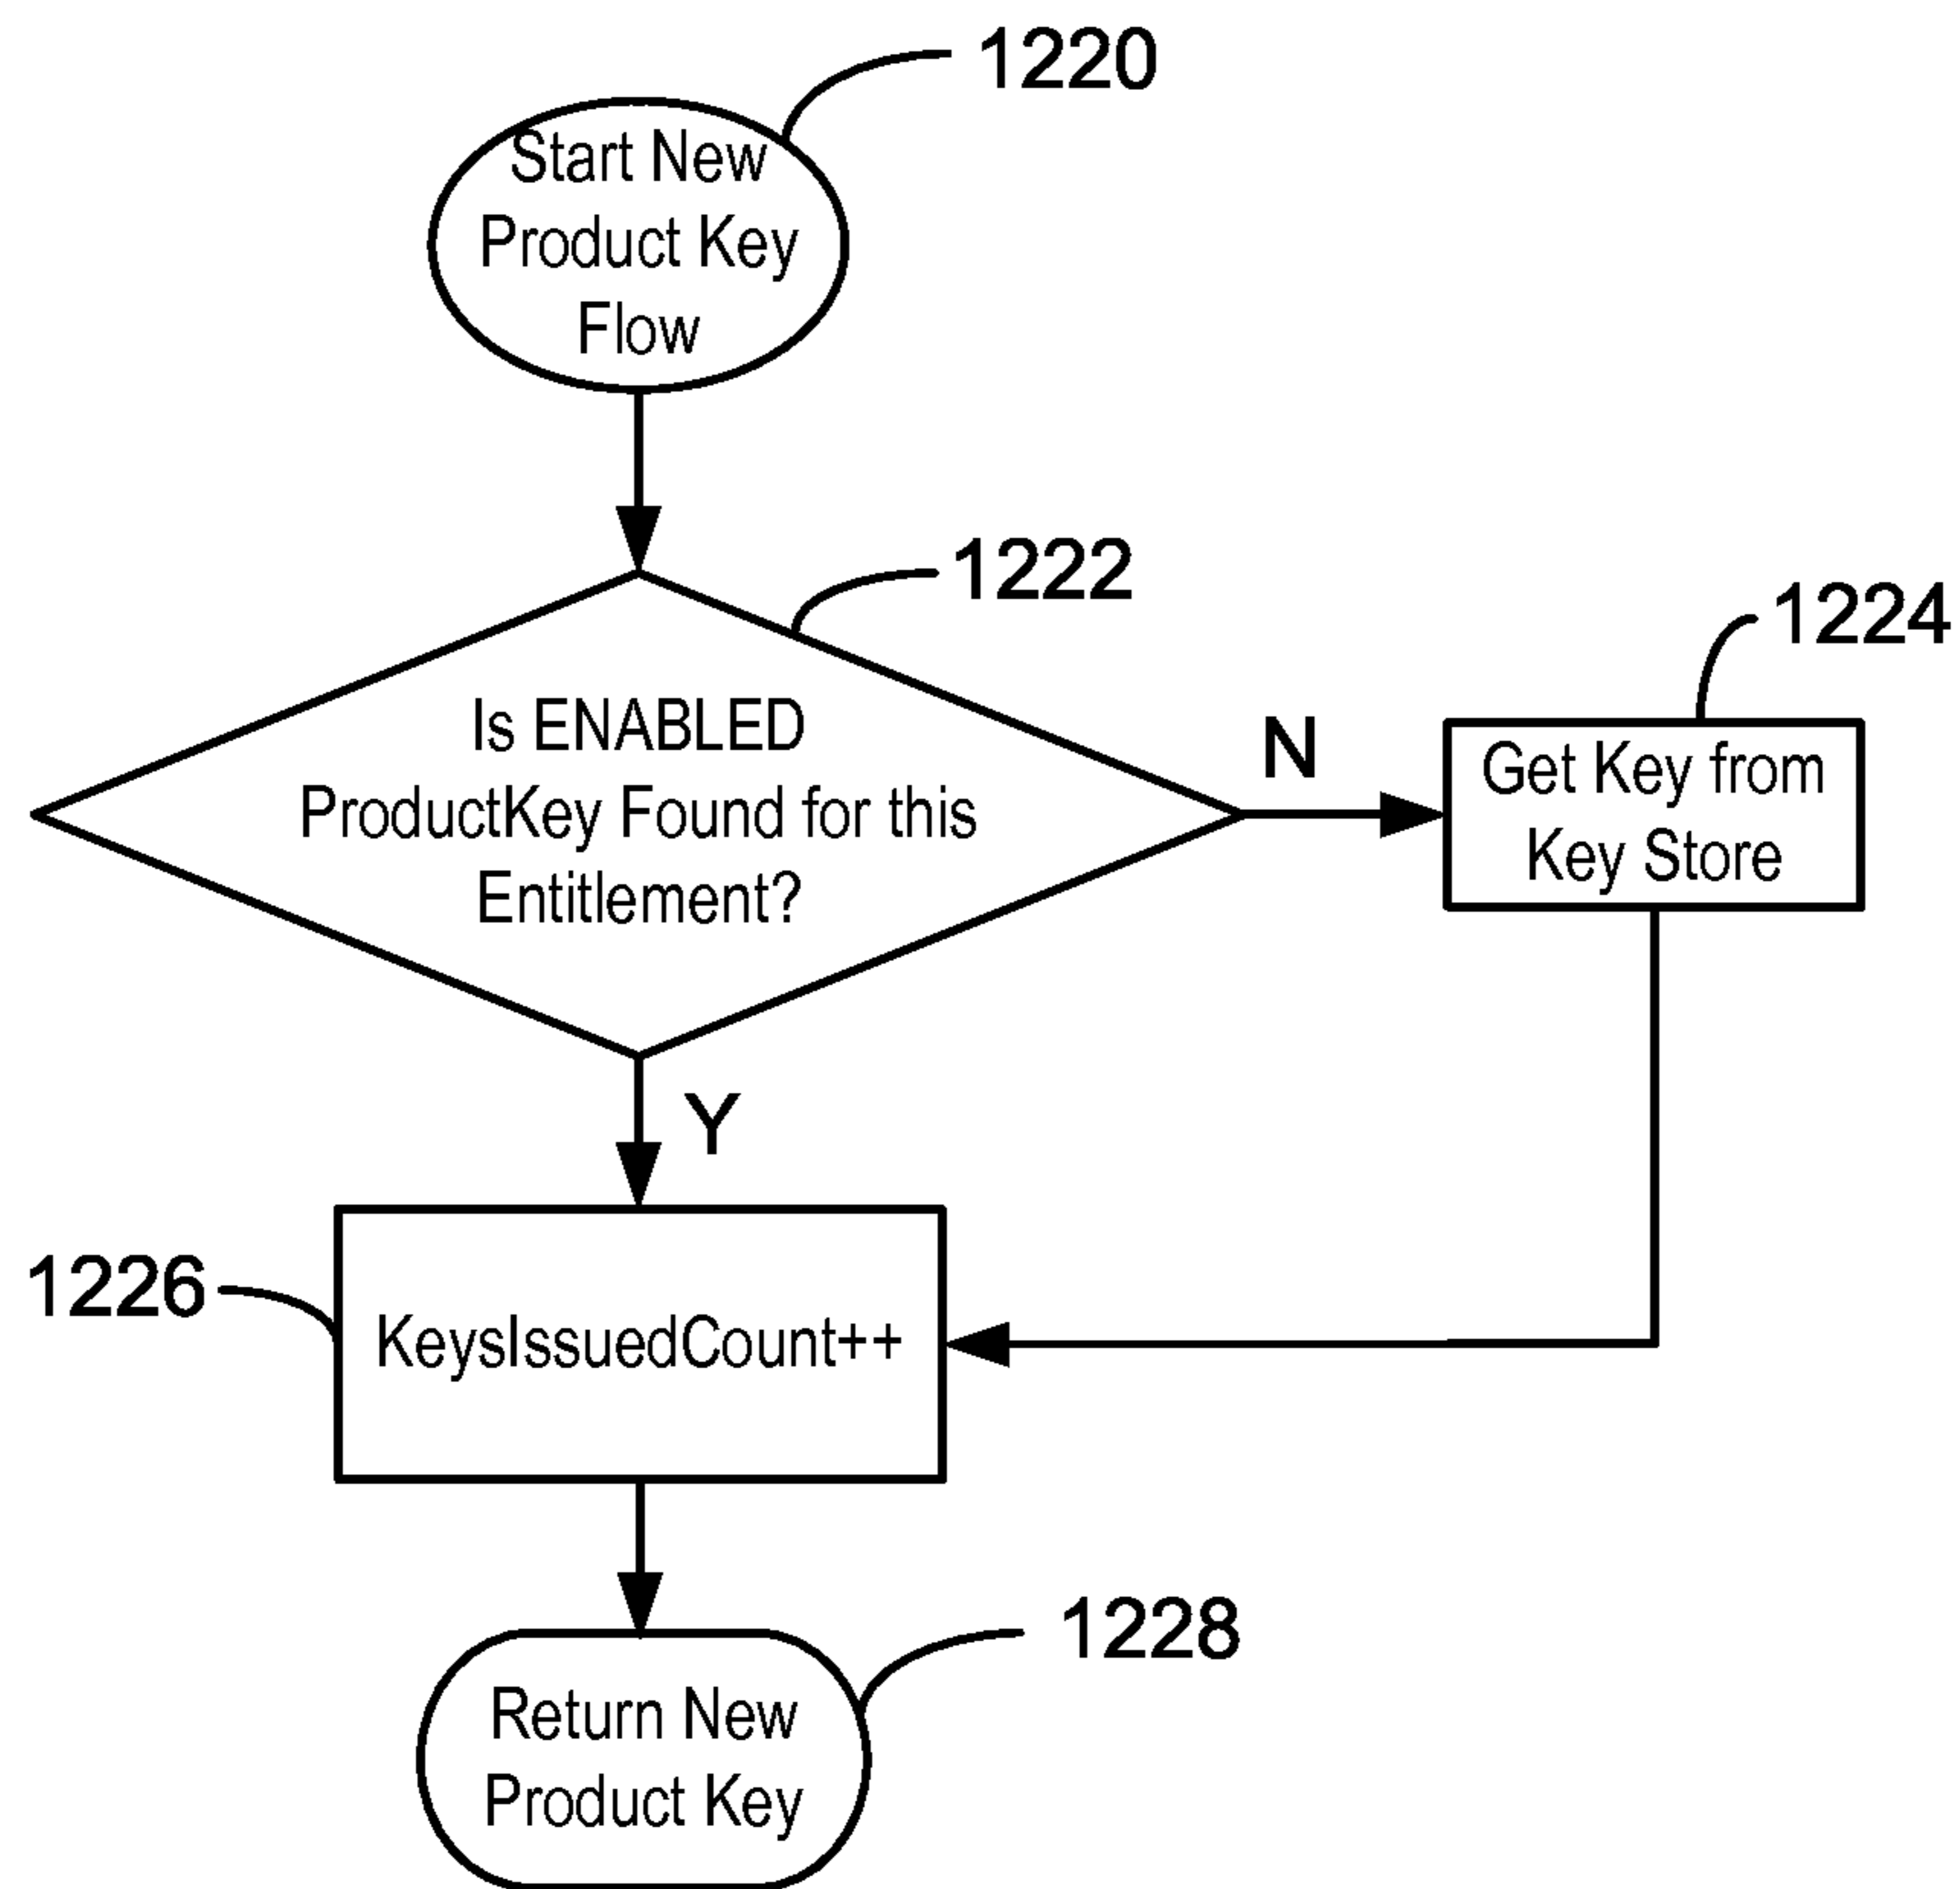 1220
Start New
Product Key
Flow
1222
Is ENABLED
ProductKey Found for this
Entitlement?
N
1224
Get Key from
Key Store
Y
1226
KeysIssuedCount++
1228
Return New
Product Key